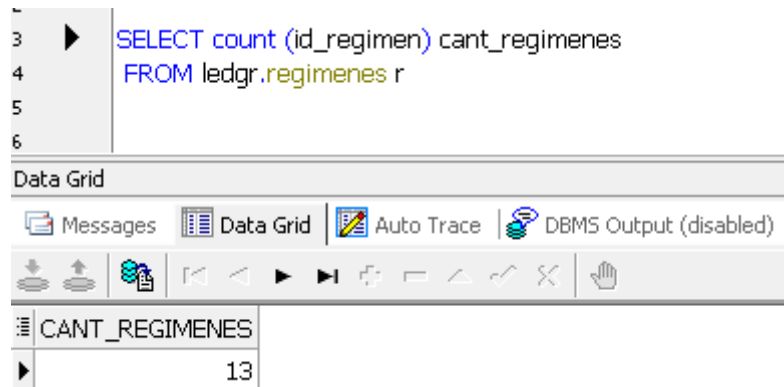 3 SELECT count (id_regimen) cant_regimenes
4 FROM ledgr.regimenes r
5
6
Data Grid
Messages Data Grid Auto Trace DBMS Output (disabled)
CANT_REGIMENES
13